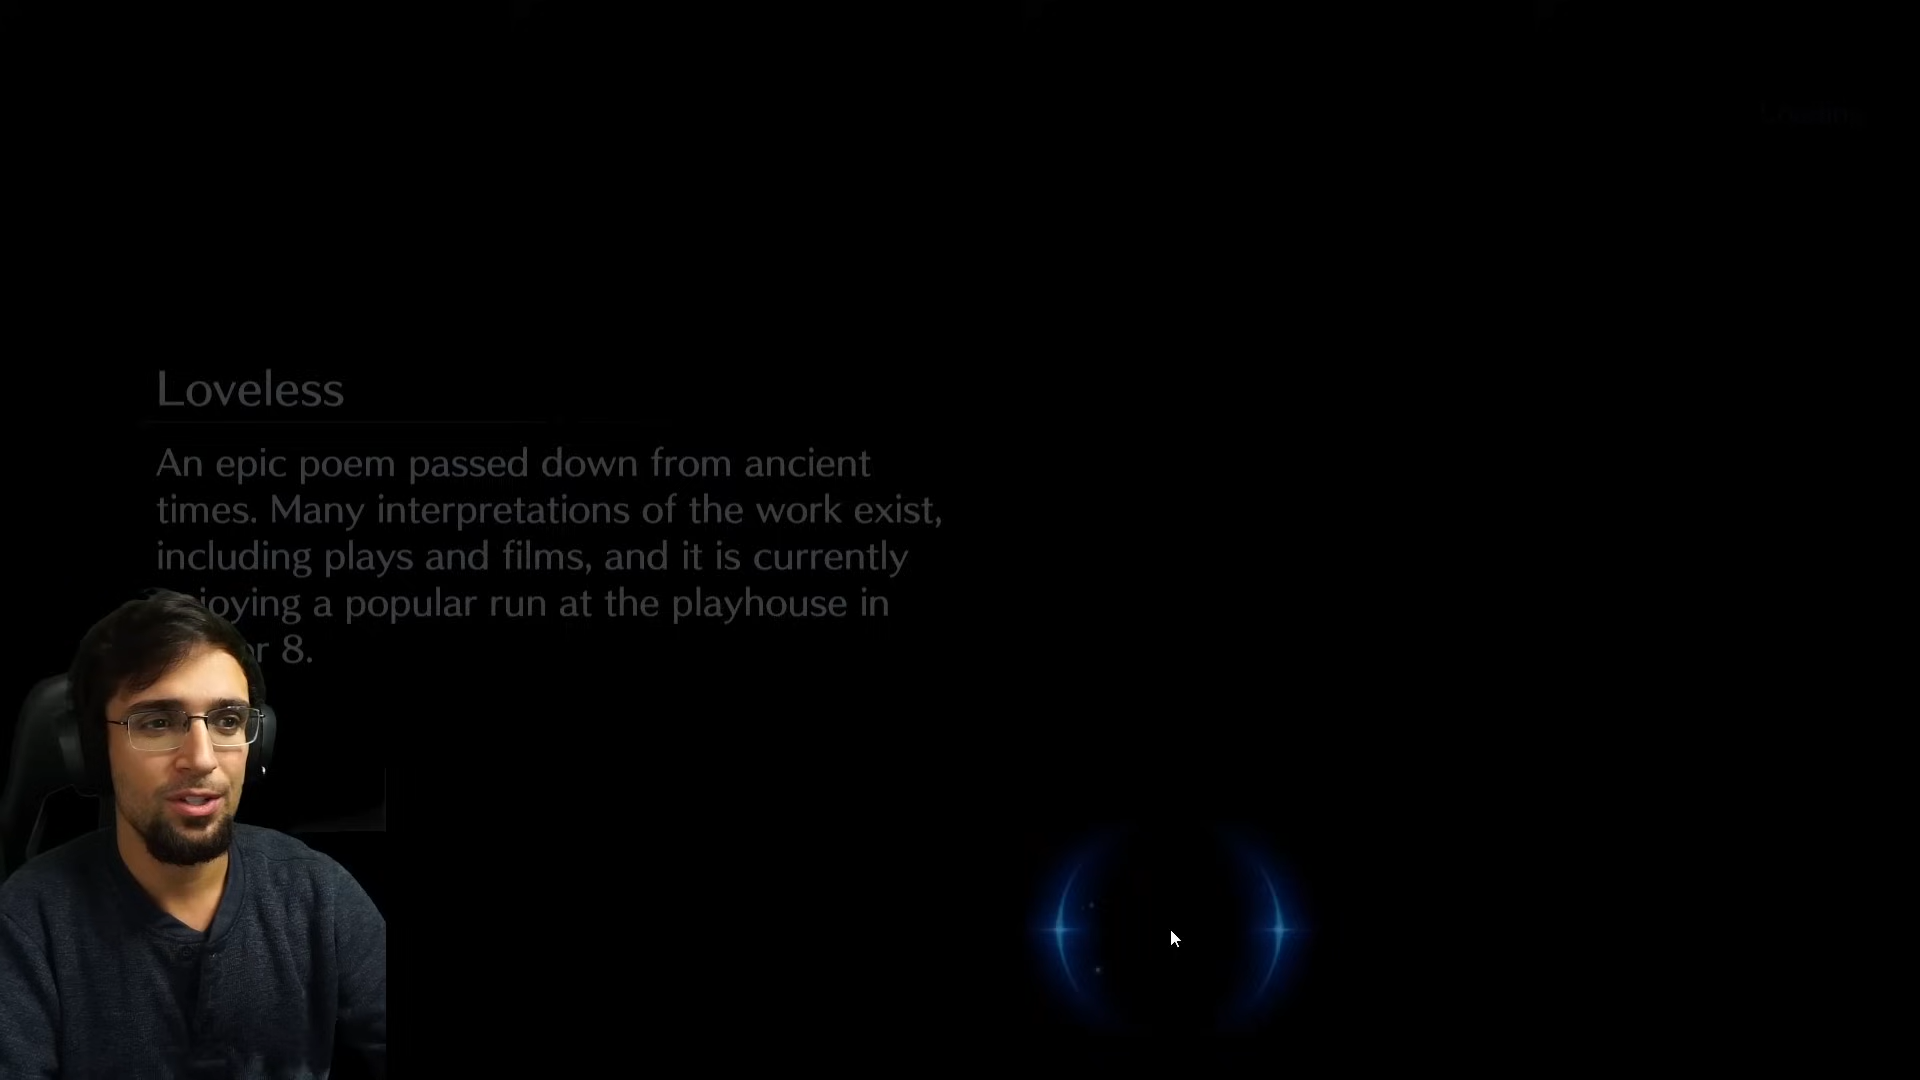 Loading
Loveless
An epic poem passed down from ancient
times. Many interpretations of the work exist,
including plays and films, and it is currently
joying a popular run at the playhouse in
r 8.